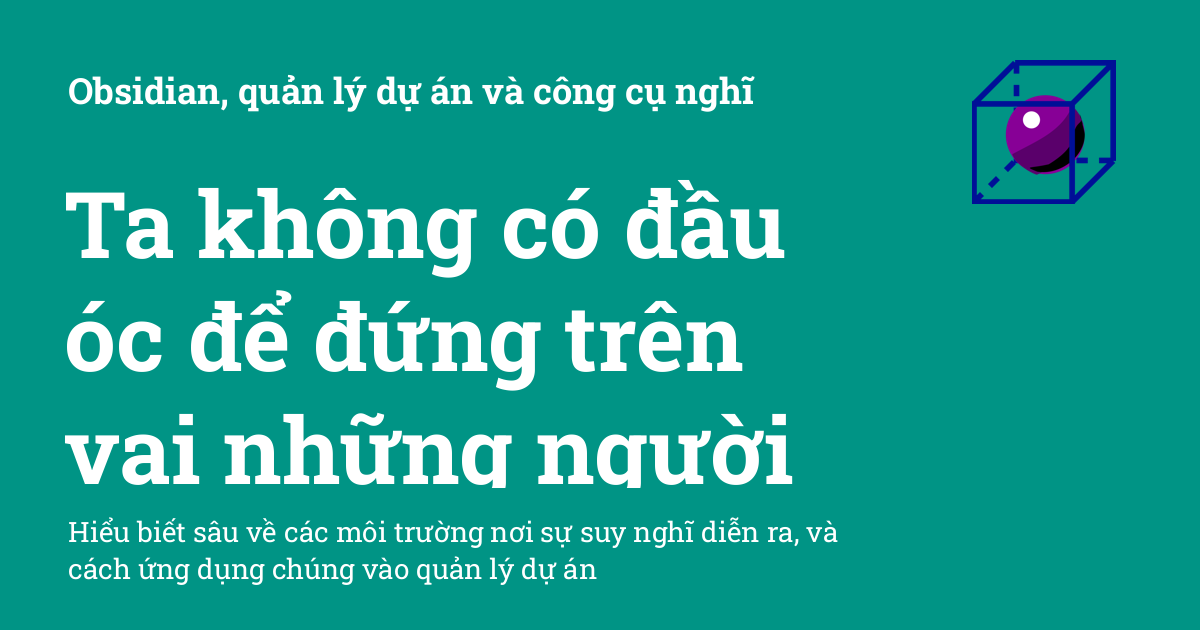 Obsidian, quản lý dự án và công cụ nghĩ
Ta không có đầu
óc để đứng trên
vai những người
Hiểu biết sâu về các môi trường nơi sự suy nghĩ diễn ra, và
cách ứng dụng chúng vào quản lý dự án